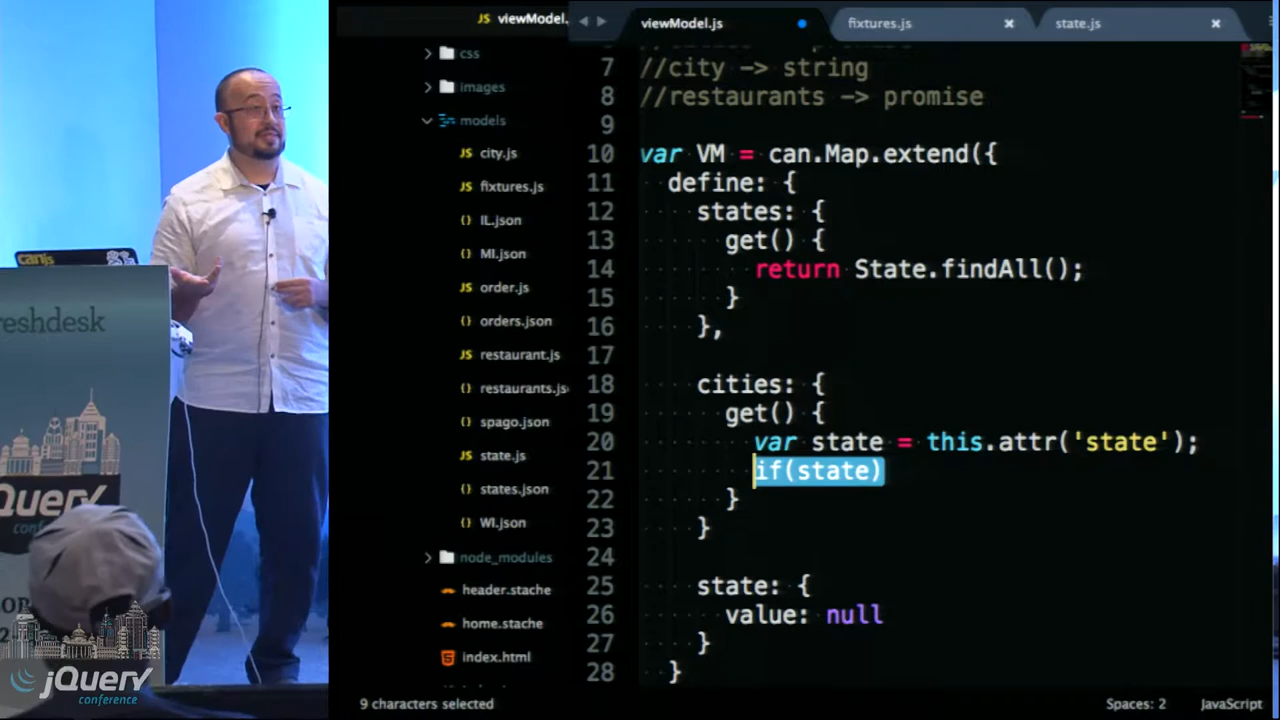 canjs
reshdesk
Query
jQuery
conference
viewModel.
css
images
models
JS city.js
JS fixtures.js
{} IL.json
{} MI.json
JS order.js
{} orders.json
JS restaurant.js
{} restaurants.js
{} spago.json
JS state.js
{} states.json
{} WI.json
node_modules
header.stache
home.stache
index.html
viewModel.js
fixtures.js
state.js
7 //city -> string
8 //restaurants -> promise
9
10 var VM = can.Map.extend({
11 define: {
12 states: {
13 get() {
14 return State.findAll();
15 }
16 },
17
18 cities: {
19 get() {
20 var state = this.attr('state');
21 if(state)
22 }
23 }
24
25 state: {
26 value: null
27 }
28 }
9 characters selected
Spaces: 2
JavaScript